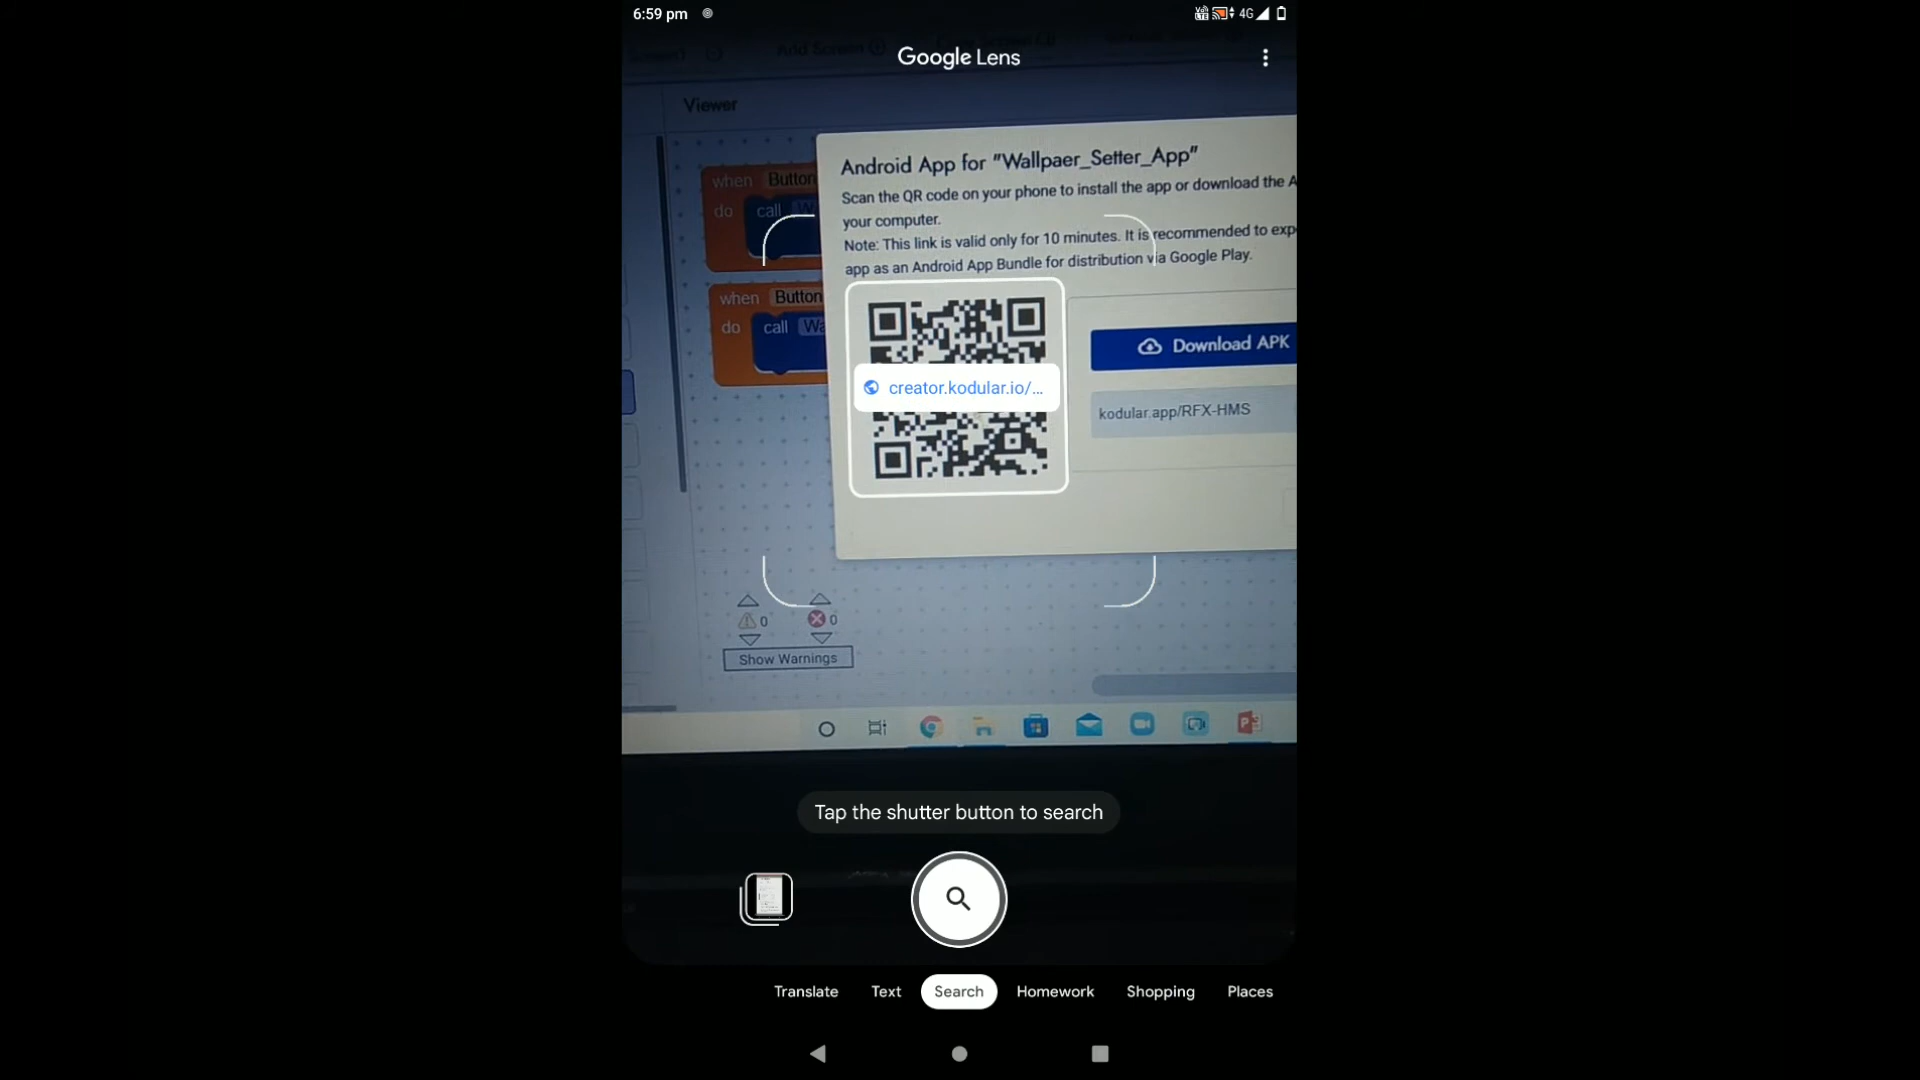 6:59 pm
4G
Google Lens
Add Screen
Viewer
Android App for "Wallpaer_Setter_App"
Scan the QR code on your phone to install the app or download the A
your computer.
Note: This link is valid only for 10 minutes. It is recommended to exp
app as an Android App Bundle for distribution via Google Play.
when Button
do call
when Button
do call Wa
creator.kodular.io/...
Download APK
kodular.app/RFX-HMS
0 0
Show Warnings
Tap the shutter button to search
Translate Text Search Homework Shopping Places